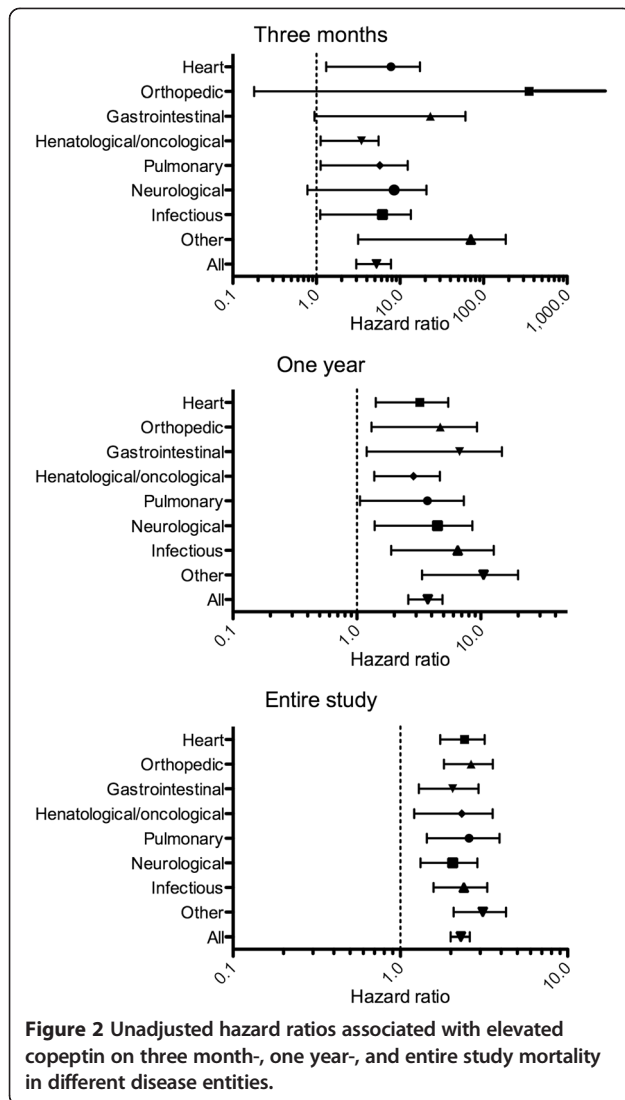 Three months
Heart
Orthopedic
Gastrointestinal
Henatological/oncological
Pulmonary
Neurological
Infectious
Other
All
0.1
1.0
10.0
100.0
1,000.0
Hazard ratio
One year
Heart
Orthopedic
Gastrointestinal
Henatological/oncological
Pulmonary
Neurological
Infectious
Other
All
0.1
1.0
10.0
Hazard ratio
Entire study
Heart
Orthopedic
Gastrointestinal
Henatological/oncological
Pulmonary
Neurological
Infectious
Other
All
0.1
1.0
10.0
Hazard ratio
Figure 2 Unadjusted hazard ratios associated with elevated
copeptin on three month-, one year-, and entire study mortality
in different disease entities.